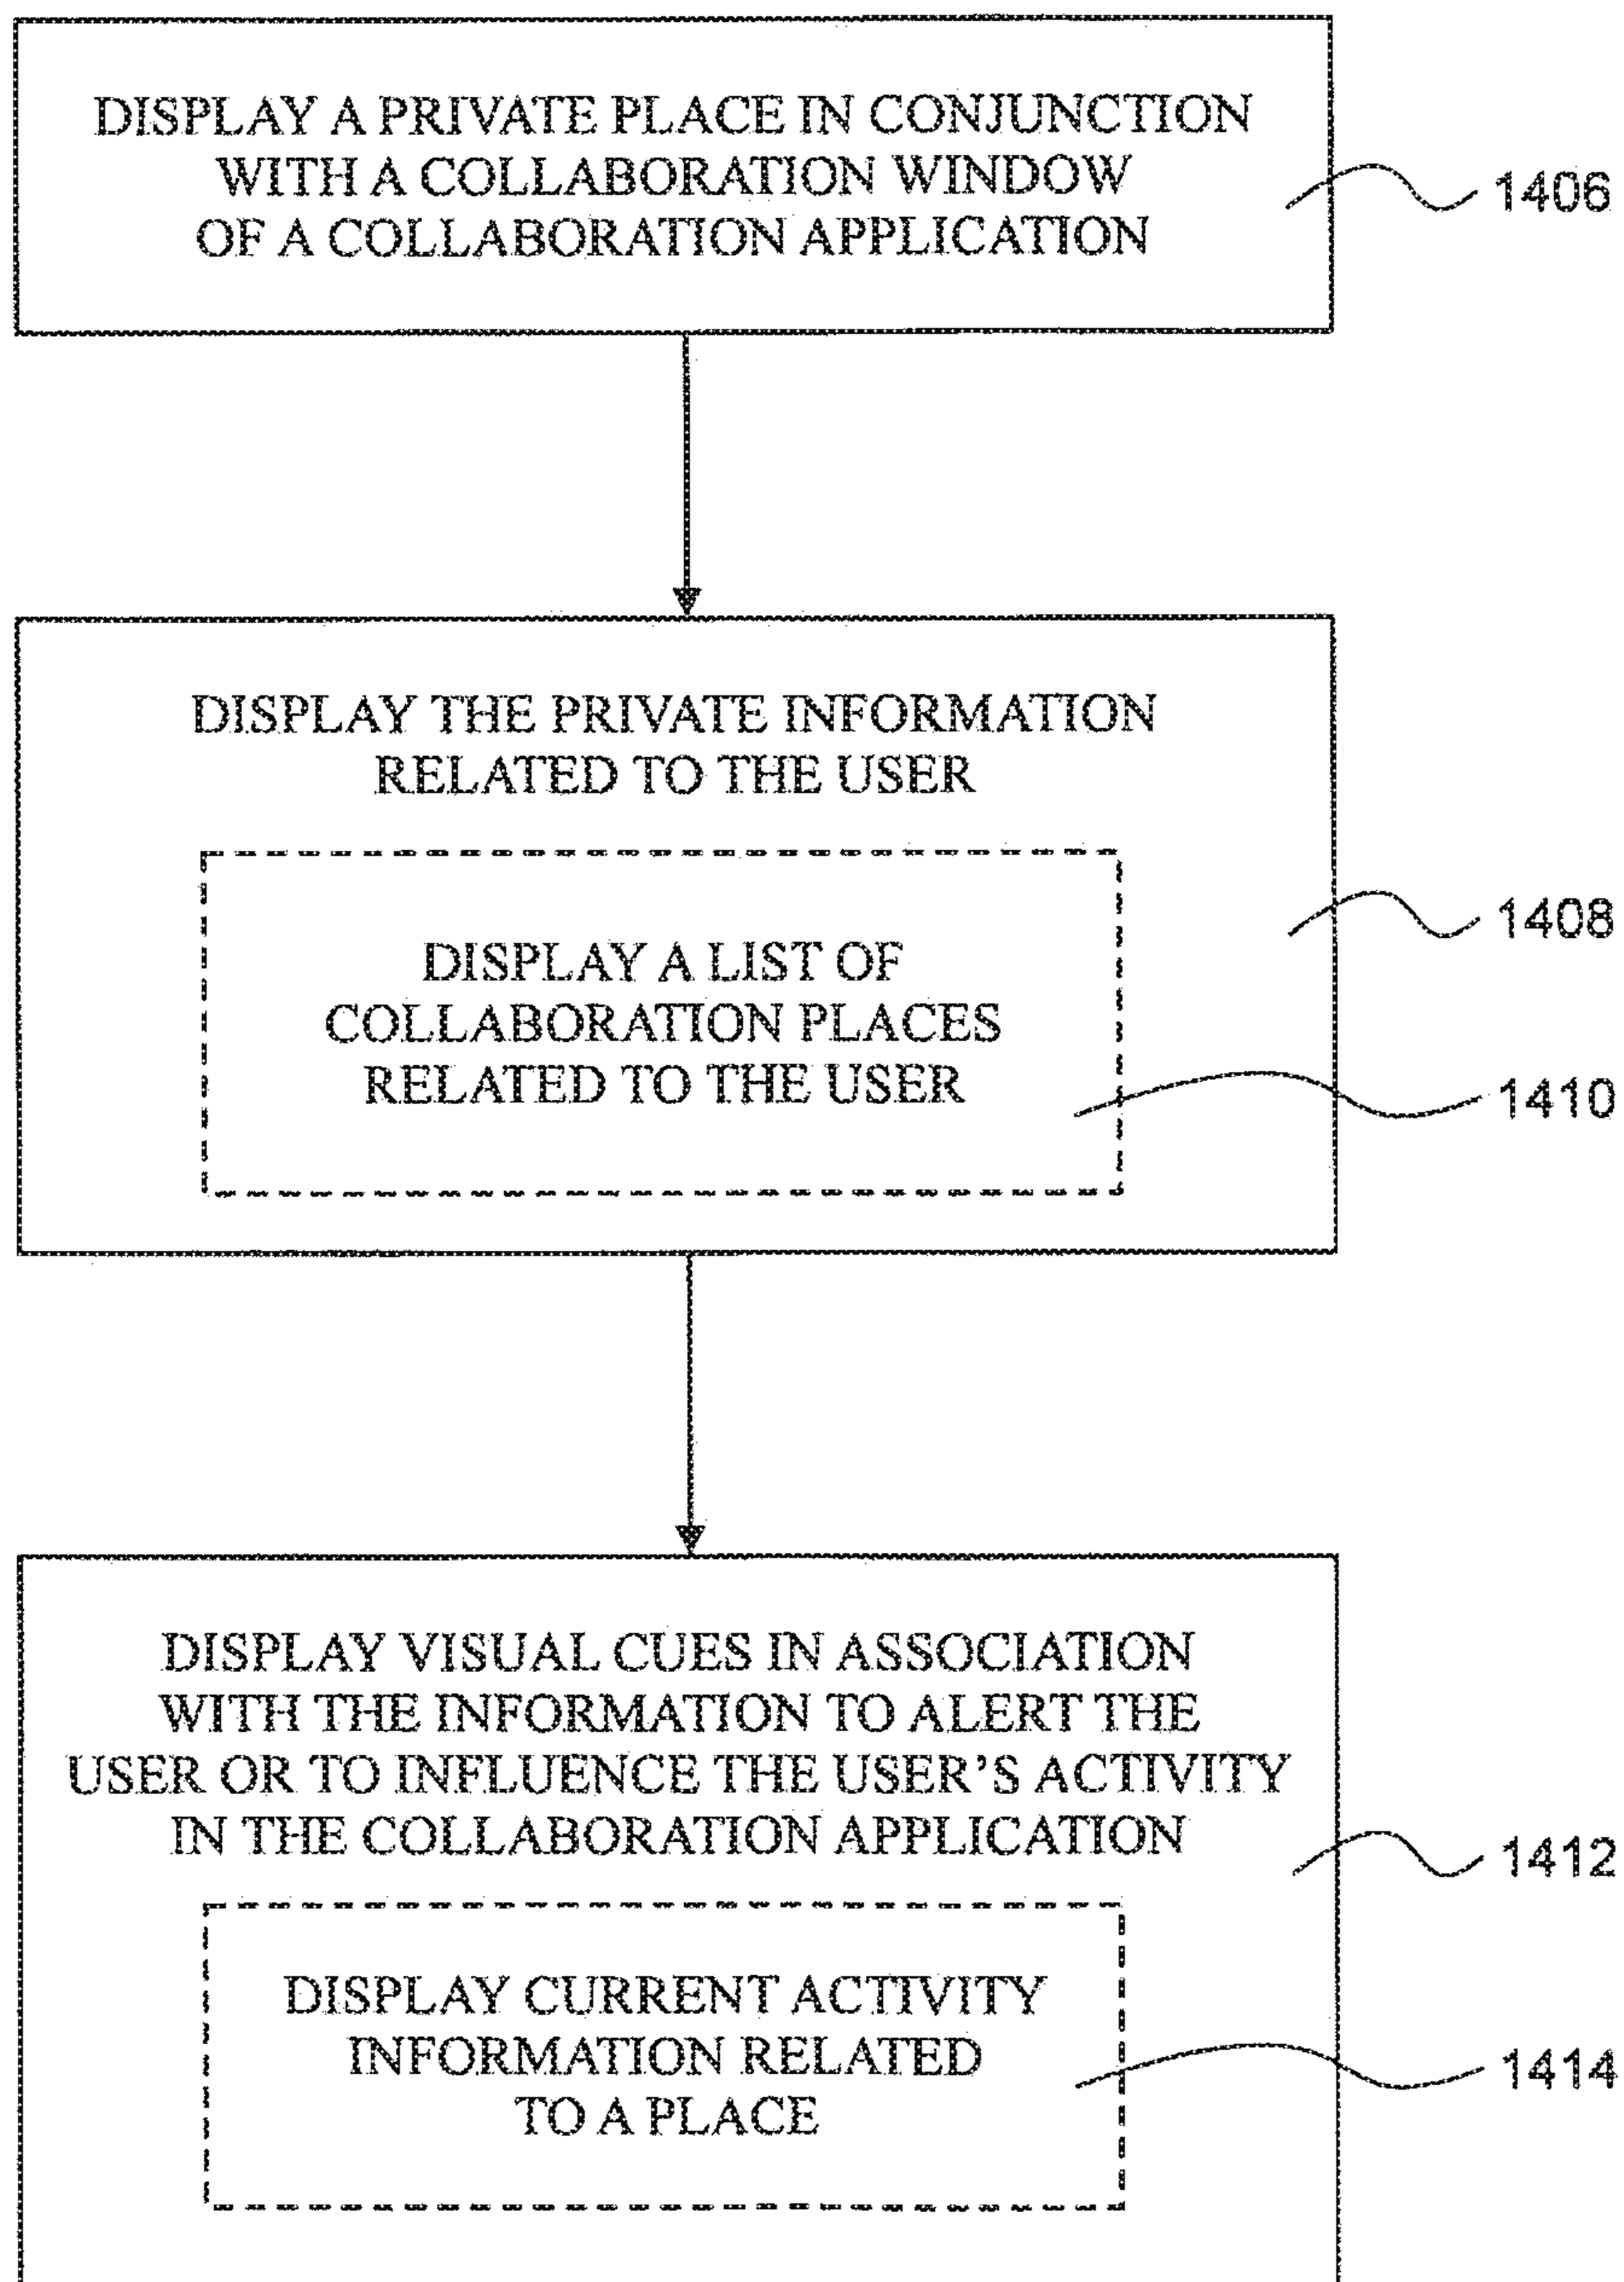 DISPLAY A PRIVATE PLACE IN CONJUNCTION
WITH A COLLABORATION WINDOW
OF A COLLABORATION APPLICATION
1406
DISPLAY THE PRIVATE INFORMATION
RELATED TO THE USER
1408
DISPLAY A LIST OF
COLLABORATION PLACES
RELATED TO THE USER
1410
DISPLAY VISUAL CUES IN ASSOCIATION
WITH THE INFORMATION TO ALERT THE
USER OR TO INFLUENCE THE USER'S ACTIVITY
IN THE COLLABORATION APPLICATION
1412
DISPLAY CURRENT ACTIVITY
INFORMATION RELATED
TO A PLACE
1414